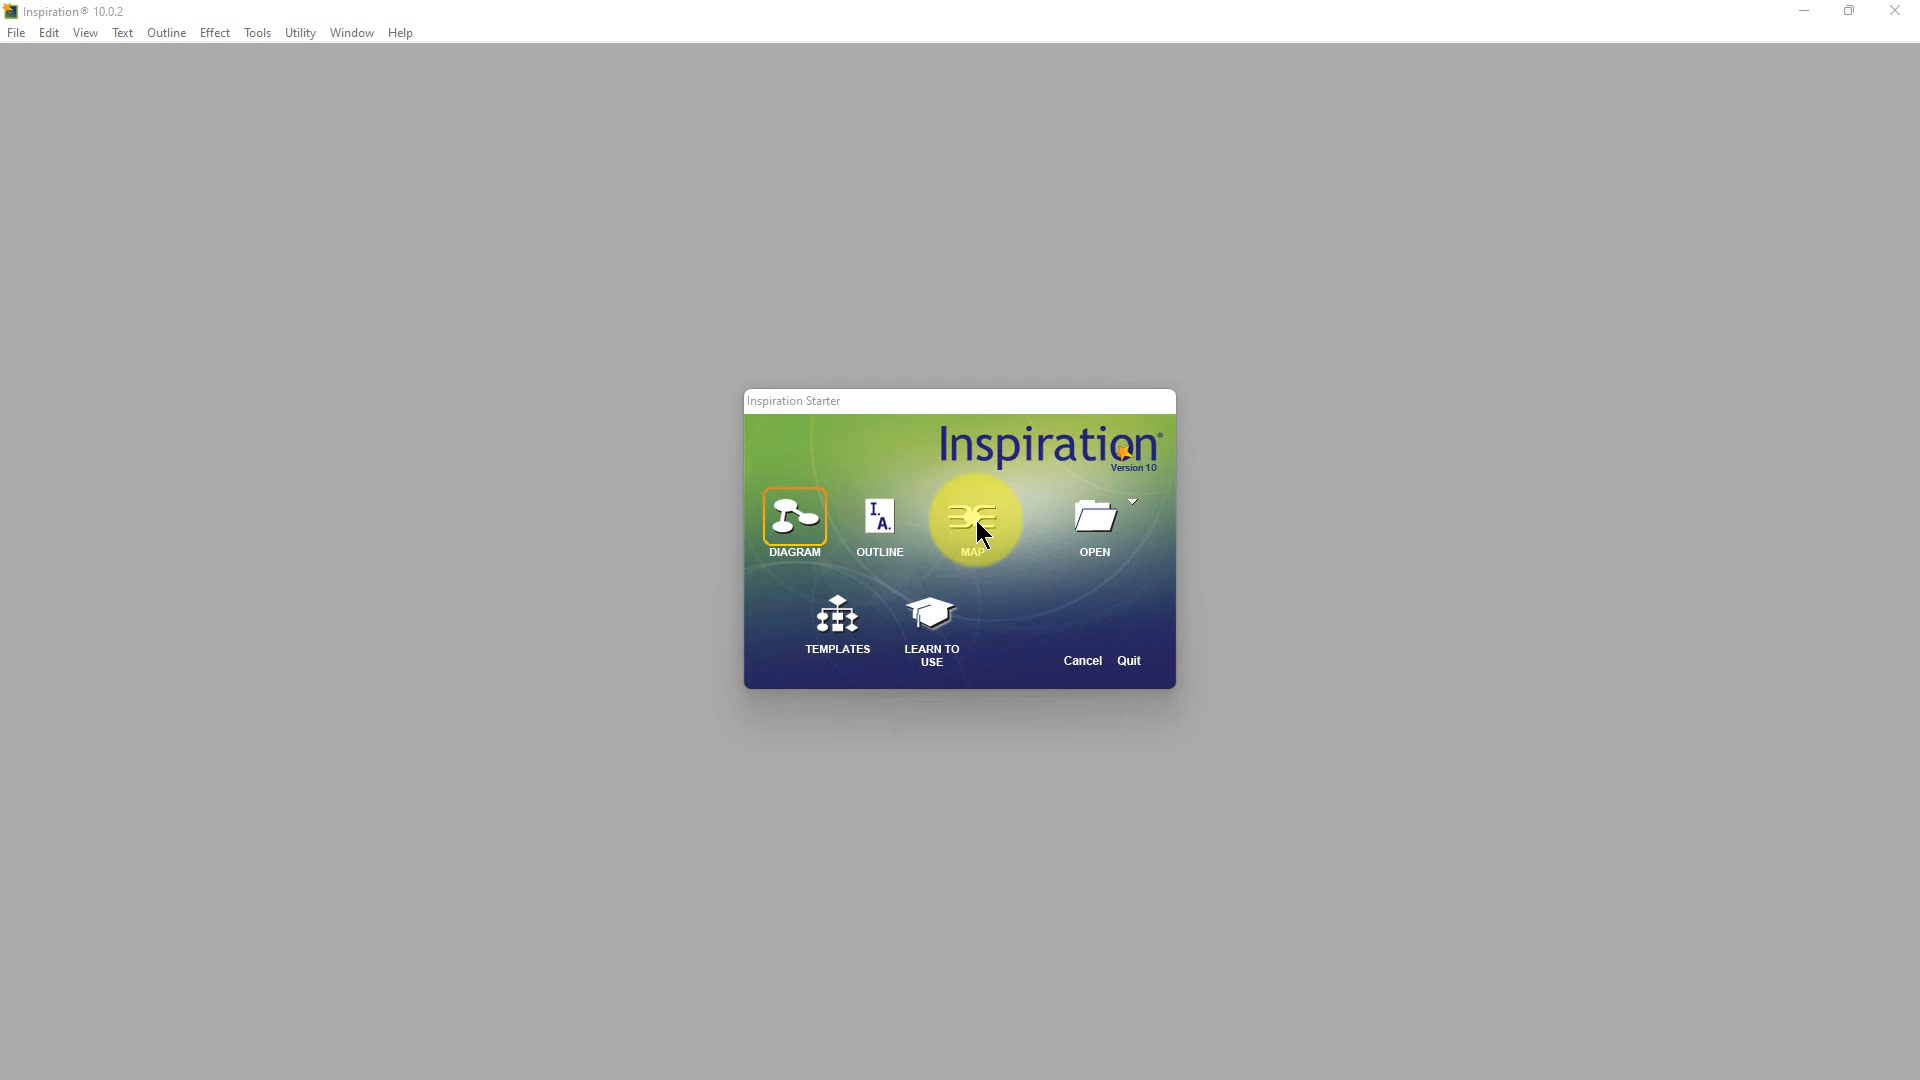 Inspiration® 10.0.2
File Edit View Text Outline Effect Tools Utility Window Help
Inspiration Starter
Inspiration®
Version 10
I.
A.
DIAGRAM OUTLINE MAP OPEN
TEMPLATES LEARN TO USE
Cancel Quit